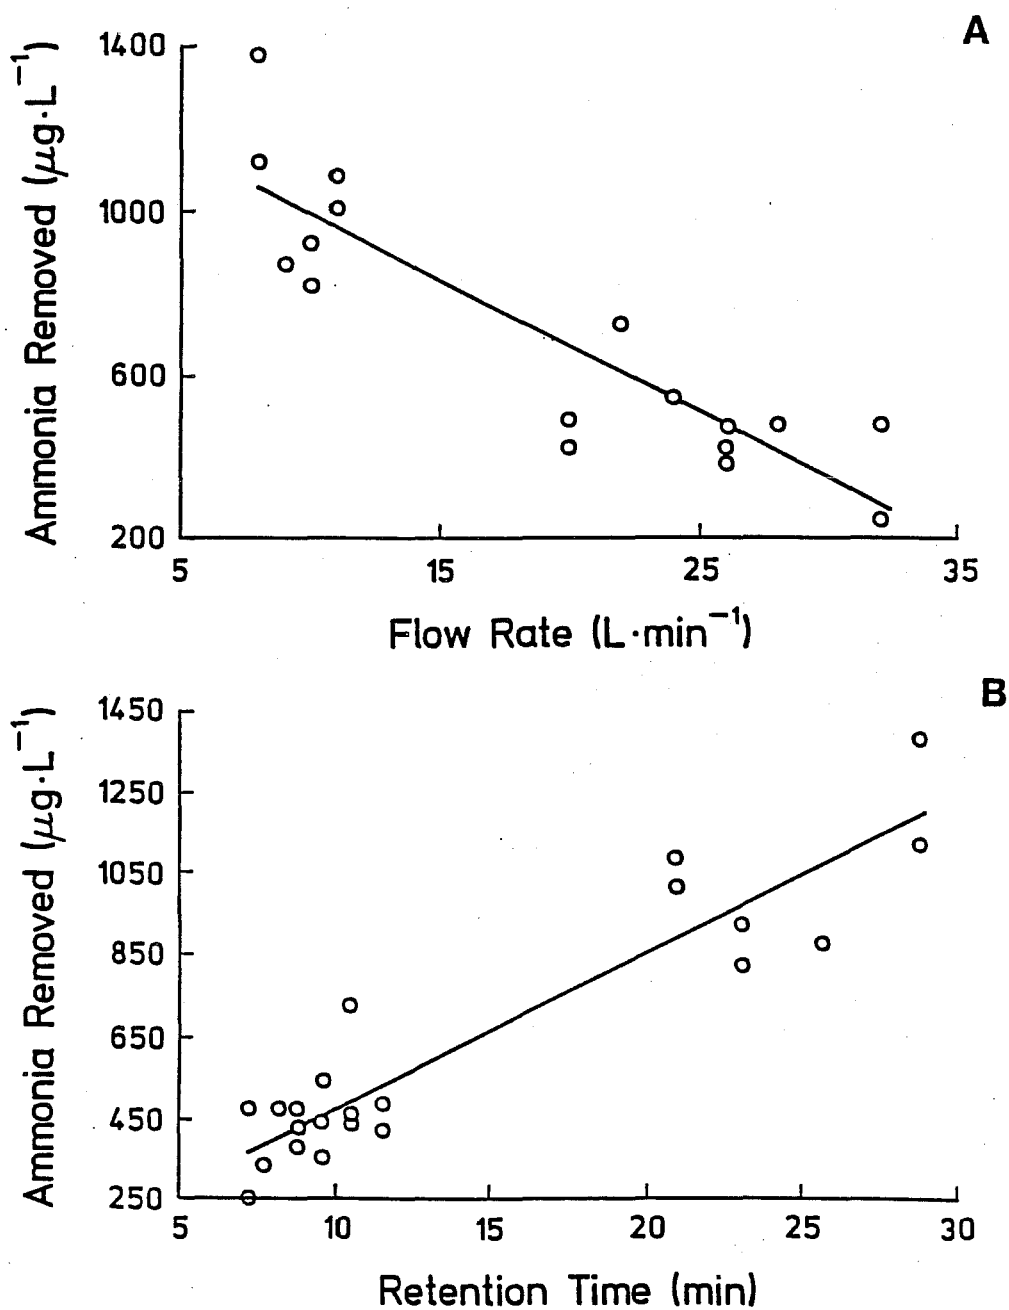 A
Ammonia Removed (μg·L⁻¹)
1400
1000
600
200
5 15 25 35
Flow Rate (L·min⁻¹)
B
Ammonia Removed (μg·L⁻¹)
1450
1250
1050
850
650
450
250
5 10 15 20 25 30
Retention Time (min)